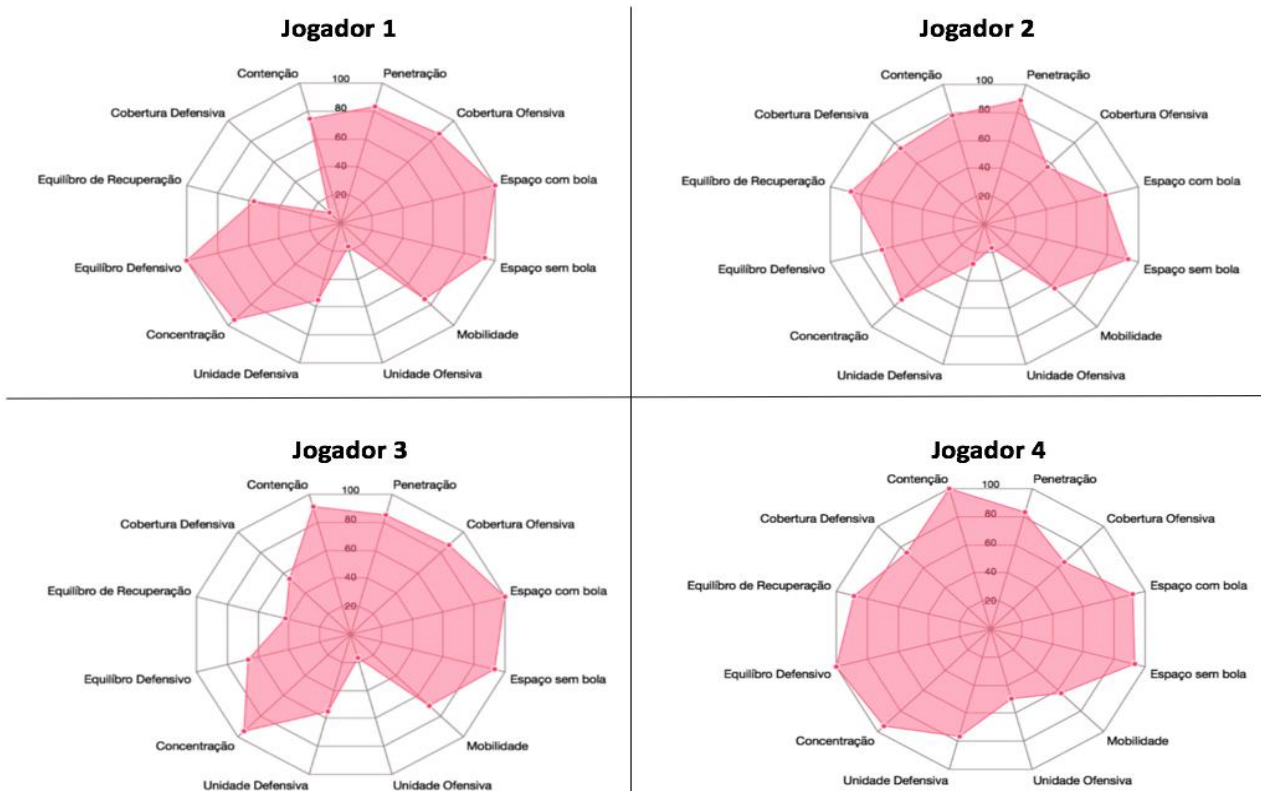 Jogador 1
Contenção
100
Penetração
Cobertura Defensiva
80
Cobertura Ofensiva
60
Equilíbro de Recuperação
40
Espaço com bola
20
Equilíbro Defensivo
Espaço sem bola
Concentração
Mobilidade
Unidade Defensiva
Unidade Ofensiva
Jogador 2
Contenção
100
Penetração
Cobertura Defensiva
80
Cobertura Ofensiva
60
Equilíbro de Recuperação
40
Espaço com bola
20
Equilíbro Defensivo
Espaço sem bola
Concentração
Mobilidade
Unidade Defensiva
Unidade Ofensiva
Jogador 3
Contenção
100
Penetração
Cobertura Defensiva
80
Cobertura Ofensiva
60
Equilíbro de Recuperação
40
Espaço com bola
20
Equilíbro Defensivo
Espaço sem bola
Concentração
Mobilidade
Unidade Defensiva
Unidade Ofensiva
Jogador 4
Contenção
100
Penetração
Cobertura Defensiva
80
Cobertura Ofensiva
60
Equilíbro de Recuperação
40
Espaço com bola
20
Equilíbro Defensivo
Espaço sem bola
Concentração
Mobilidade
Unidade Defensiva
Unidade Ofensiva